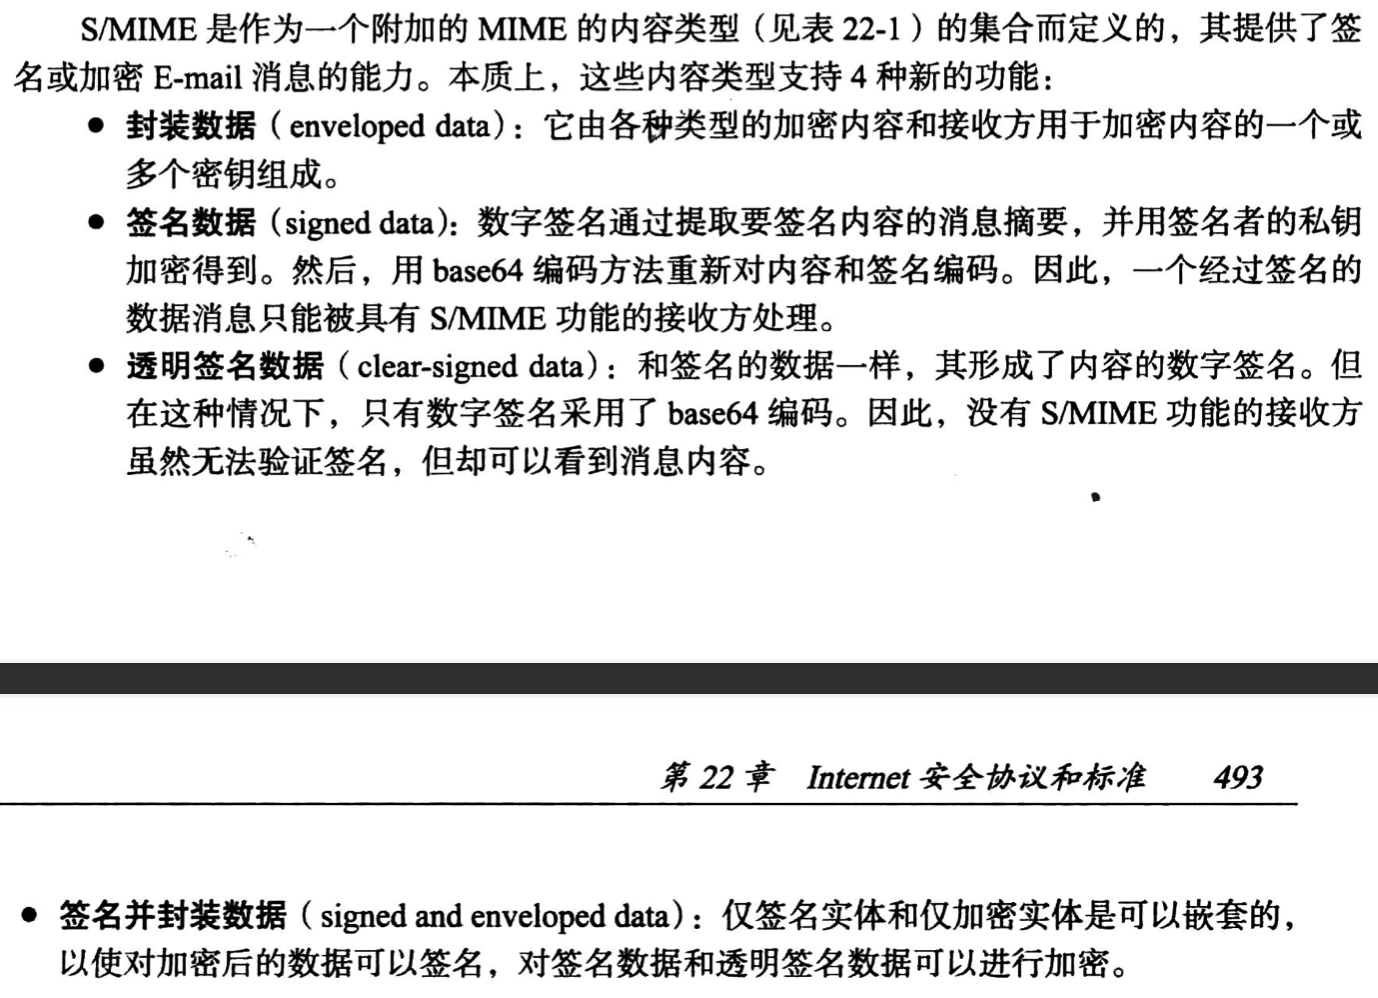 S/MIME 是作为一个附加的 MIME 的内容类型（见表 22-1）的集合而定义的，其提供了签
名或加密 E-mail 消息的能力。本质上，这些内容类型支持 4 种新的功能：
● 封装数据（enveloped data）：它由各种类型的加密内容和接收方用于加密内容的一个或
多个密钥组成。
● 签名数据（signed data）：数字签名通过提取要签名内容的消息摘要，并用签名者的私钥
加密得到。然后，用 base64 编码方法重新对内容和签名编码。因此，一个经过签名的
数据消息只能被具有 S/MIME 功能的接收方处理。
● 透明签名数据（clear-signed data）：和签名的数据一样，其形成了内容的数字签名。但
在这种情况下，只有数字签名采用了 base64 编码。因此，没有 S/MIME 功能的接收方
虽然无法验证签名，但却可以看到消息内容。
第 22 章 Internet 安全协议和标准 493
● 签名并封装数据（signed and enveloped data）：仅签名实体和仅加密实体是可以嵌套的，
以使对加密后的数据可以签名，对签名数据和透明签名数据可以进行加密。